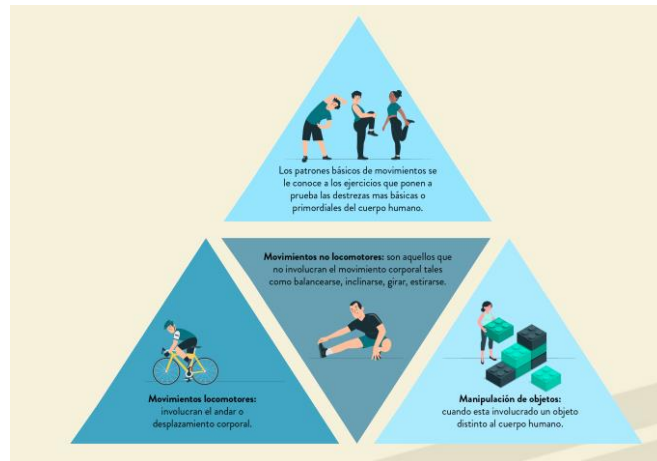 Los patrones básicos de movimientos se
le conoce a los ejercicios que ponen a
prueba las destrezas mas básicas o
primordiales del cuerpo humano.
Movimientos no locomotores: son aquellos que
no involucran el movimiento corporal tales
como balancearse, inclinarse, girar, estirarse.
Movimientos locomotores:
involucran el andar o
desplazamiento corporal.
Manipulación de objetos:
cuando esta involucrado un objeto
distinto al cuerpo humano.